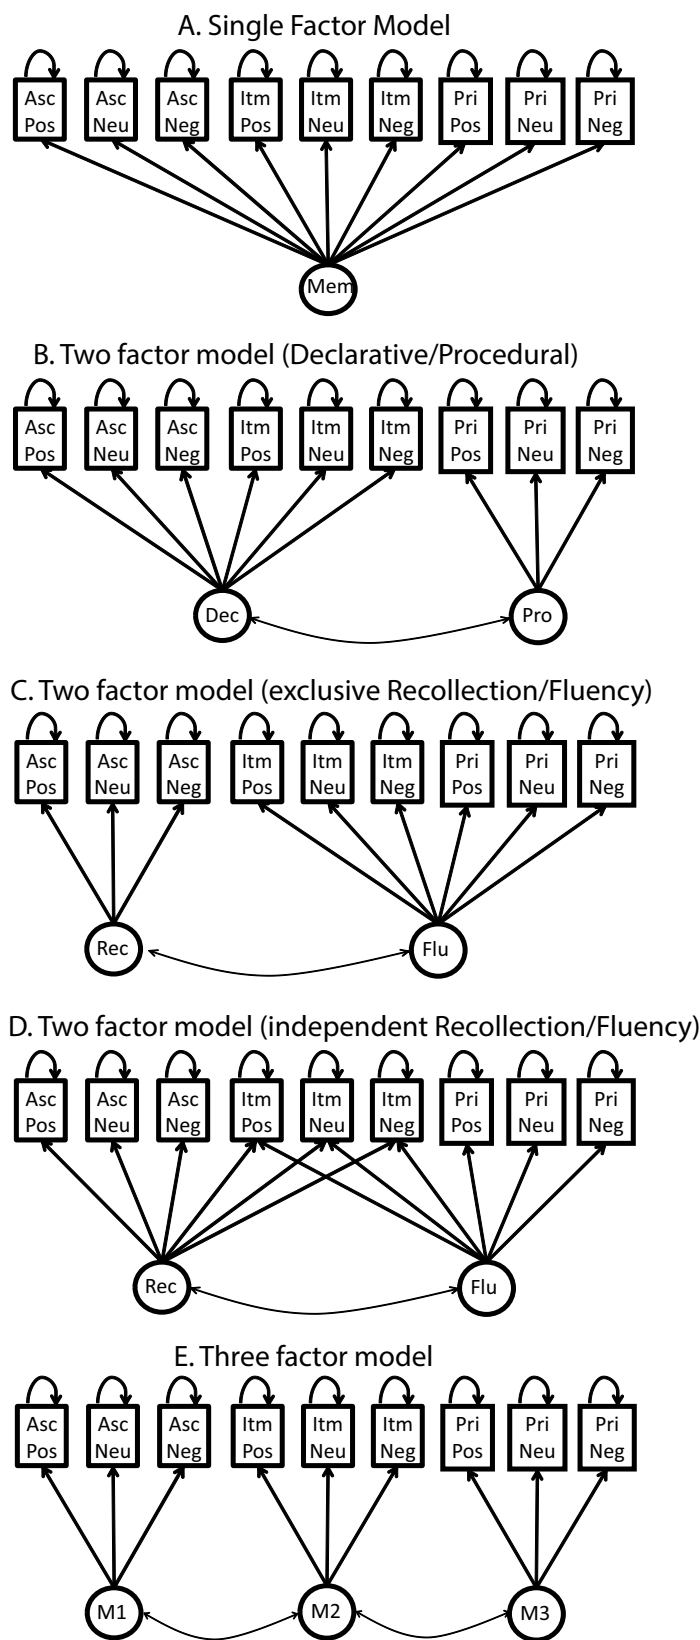 A. Single Factor Model
Asc Asc Asc Itm Itm Itm Pri Pri Pri
Pos Neu Neg Pos Neu Neg Pos Neu Neg
Mem
B. Two factor model (Declarative/Procedural)
Asc Asc Asc Itm Itm Itm Pri Pri Pri
Pos Neu Neg Pos Neu Neg Pos Neu Neg
Dec Pro
C. Two factor model (exclusive Recollection/Fluency)
Asc Asc Asc Itm Itm Itm Pri Pri Pri
Pos Neu Neg Pos Neu Neg Pos Neu Neg
Rec Flu
D. Two factor model (independent Recollection/Fluency)
Asc Asc Asc Itm Itm Itm Pri Pri Pri
Pos Neu Neg Pos Neu Neg Pos Neu Neg
Rec Flu
E. Three factor model
Asc Asc Asc Itm Itm Itm Pri Pri Pri
Pos Neu Neg Pos Neu Neg Pos Neu Neg
M1 M2 M3